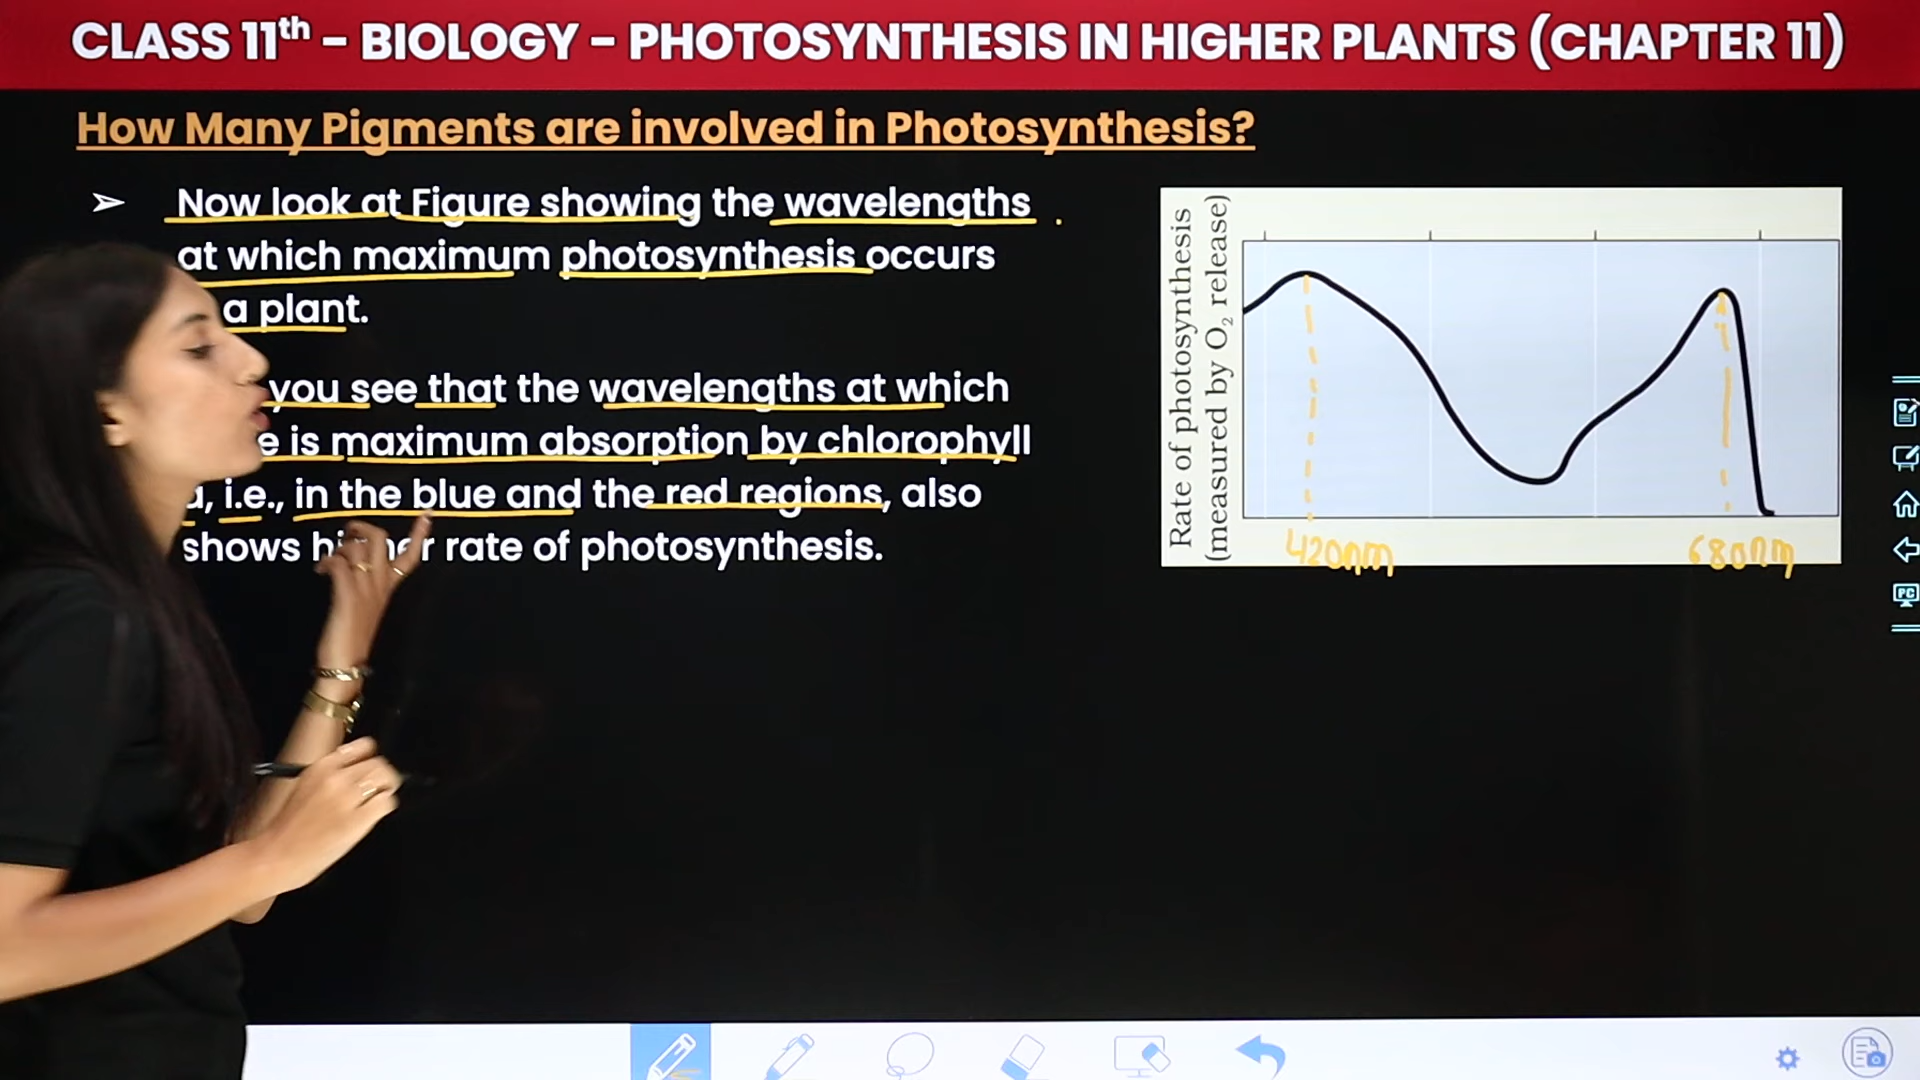 CLASS 11th - BIOLOGY - PHOTOSYNTHESIS IN HIGHER PLANTS (CHAPTER 11)
How Many Pigments are involved in Photosynthesis?
➢ Now look at Figure showing the wavelengths
at which maximum photosynthesis occurs
a plant.
you see that the wavelengths at which
e is maximum absorption by chlorophyll
a, i.e., in the blue and the red regions, also
shows higher rate of photosynthesis.
Rate of photosynthesis
(measured by O2 release)
420nm
680nm
PC